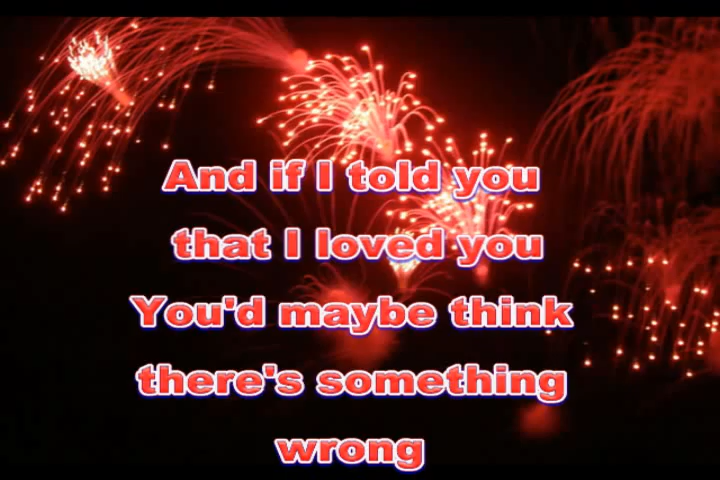 And if I told you
that I loved you
You'd maybe think
there's something
wrong